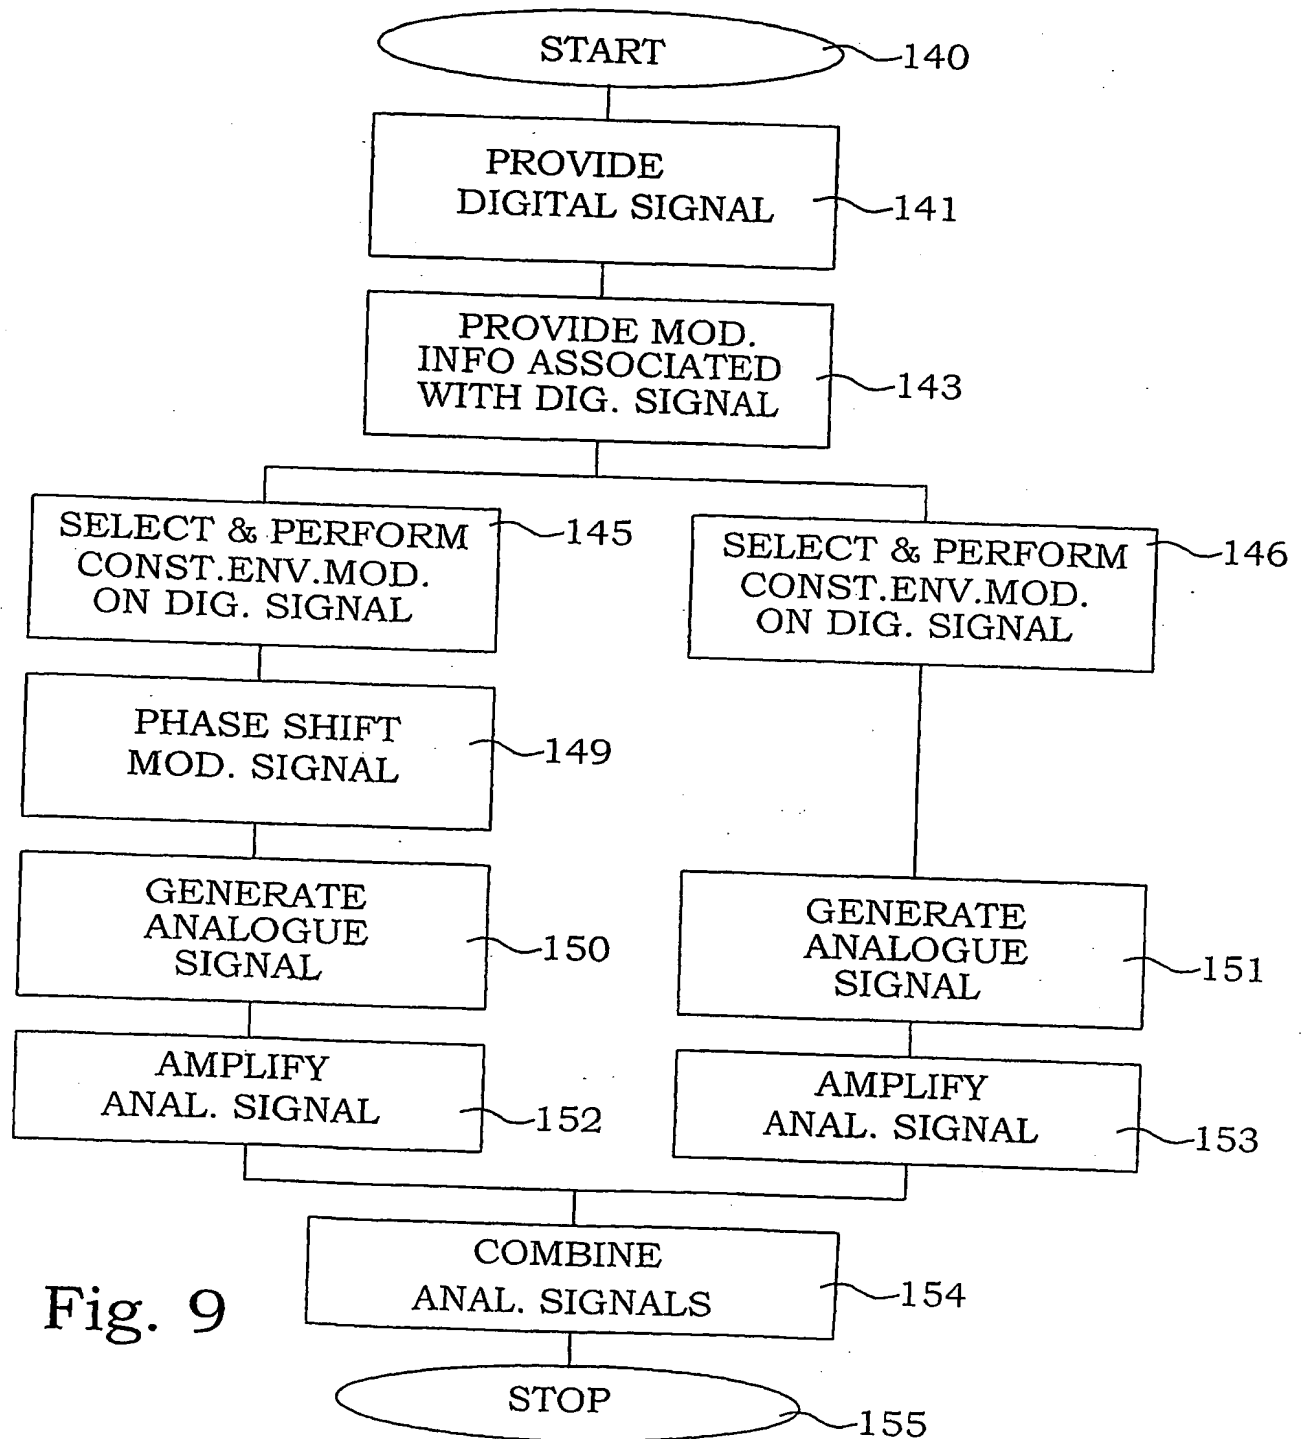 START
140
PROVIDE
DIGITAL SIGNAL
141
PROVIDE MOD.
INFO ASSOCIATED
WITH DIG. SIGNAL
143
SELECT & PERFORM
CONST.ENV.MOD.
ON DIG. SIGNAL
145
SELECT & PERFORM
CONST.ENV.MOD.
ON DIG. SIGNAL
146
PHASE SHIFT
MOD. SIGNAL
149
GENERATE
ANALOGUE
SIGNAL
150
GENERATE
ANALOGUE
SIGNAL
151
AMPLIFY
ANAL. SIGNAL
152
AMPLIFY
ANAL. SIGNAL
153
COMBINE
ANAL. SIGNALS
154
Fig. 9
STOP
155